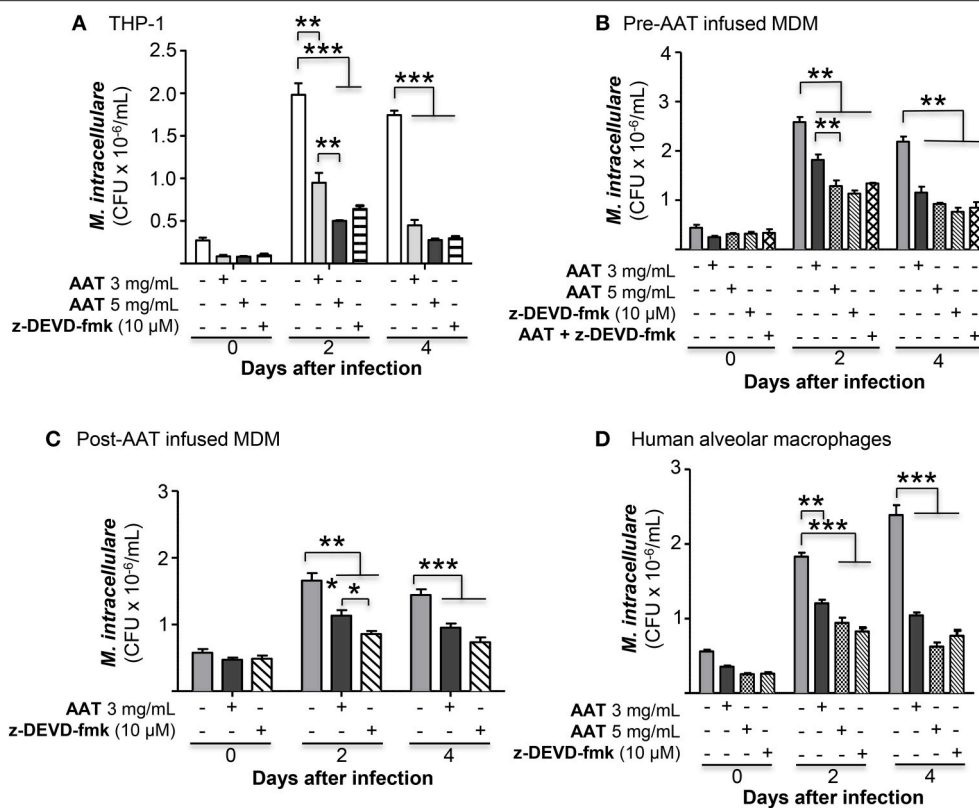 A THP-1
M. intracellulare
(CFU x 10-6/mL)
2.5
2.0
1.5
1.0
0.5
** *** ** ***
AAT 3 mg/mL - + - - - + - - - + - -
AAT 5 mg/mL - - + - - - + - - - + -
z-DEVD-fmk (10 µM) - - - + - - - + - - - +
0 2 4
Days after infection
B Pre-AAT infused MDM
M. intracellulare
(CFU x 10-6/mL)
4
3
2
1
** ** **
AAT 3 mg/mL - + - - - - + - - - - + - - -
AAT 5 mg/mL - - + - - - - + - - - - + - -
z-DEVD-fmk (10 µM) - - - + - - - - + - - - - + -
AAT + z-DEVD-fmk - - - - + - - - - + - - - - +
0 2 4
Days after infection
C Post-AAT infused MDM
M. intracellulare
(CFU x 10-6/mL)
3
2
1
** * * ***
AAT 3 mg/mL - + - - + - - + -
z-DEVD-fmk (10 µM) - - + - - + - - +
0 2 4
Days after infection
D Human alveolar macrophages
M. intracellulare
(CFU x 10-6/mL)
3
2
1
** *** ***
AAT 3 mg/mL - + - - - + - - - + - -
AAT 5 mg/mL - - + - - - + - - - + -
z-DEVD-fmk (10 µM) - - - + - - - + - - - +
0 2 4
Days after infection